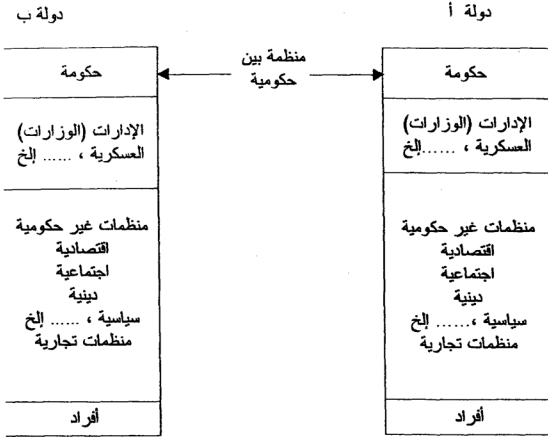 دولة أ
حكومة
الإدارات (الوزارات)
العسكرية ، ......إلخ
منظمات غير حكومية
اقتصادية
اجتماعية
دينية
سياسية ،...... إلخ
منظمات تجارية
أفراد
منظمة بين
حكومية
دولة ب
حكومة
الإدارات (الوزارات)
العسكرية ، ...... إلخ
منظمات غير حكومية
اقتصادية
اجتماعية
دينية
سياسية ، ...... إلخ
منظمات تجارية
أفراد